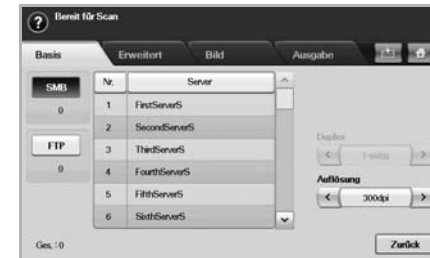 Bereit für Scan
Basis Erweitert Bild Ausgabe
SMB
0
FTP
0
Nr. Server
1 FirstServerS
2 SecondServerS
3 ThirdServerS
4 FourthServerS
5 FifthServerS
6 SixthServerS
Duplex
1-seitig
Auflösung
300dpi
Ges. : 0
Zurück